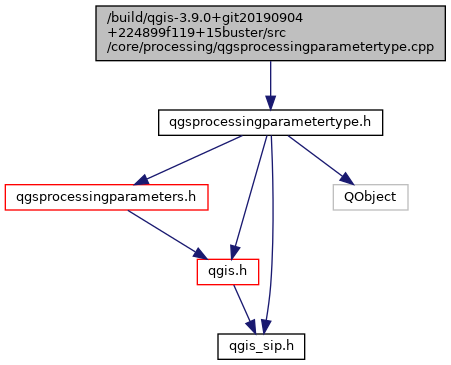 /build/qgis-3.9.0+git20190904
+224899f119+15buster/src
/core/processing/qgsprocessingparametertype.cpp
qgsprocessingparametertype.h
qgsprocessingparameters.h
QObject
qgis.h
qgis_sip.h